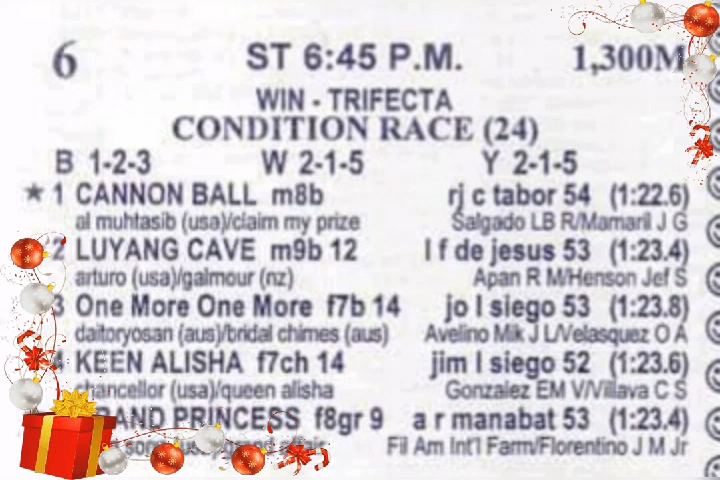 6 ST 6:45 P.M. 1,300M
WIN - TRIFECTA
CONDITION RACE (24)
B 1-2-3 W 2-1-5 Y 2-1-5
★ 1 CANNON BALL m8b rj c tabor 54 (1:22.6)
al muhtasib (usa)/claim my prize Salgado LB R/Mamaril J G
2 LUYANG CAVE m9b 12 l f de jesus 53 (1:23.4)
arturo (usa)/galmour (nz) Apan R M/Henson Jef S
3 One More One More f7b 14 jo l siego 53 (1:23.8)
daitoryosan (aus)/bridal chimes (aus) Avelino Mik J L/Velasquez O A
4 KEEN ALISHA f7ch 14 jim l siego 52 (1:23.6)
chancellor (usa)/queen alisha Gonzalez EM V/Villava C S
PRINCESS f8gr 9 a r manabat 53 (1:23.4)
Fil Am Int'l Farm/Florentino J M Jr